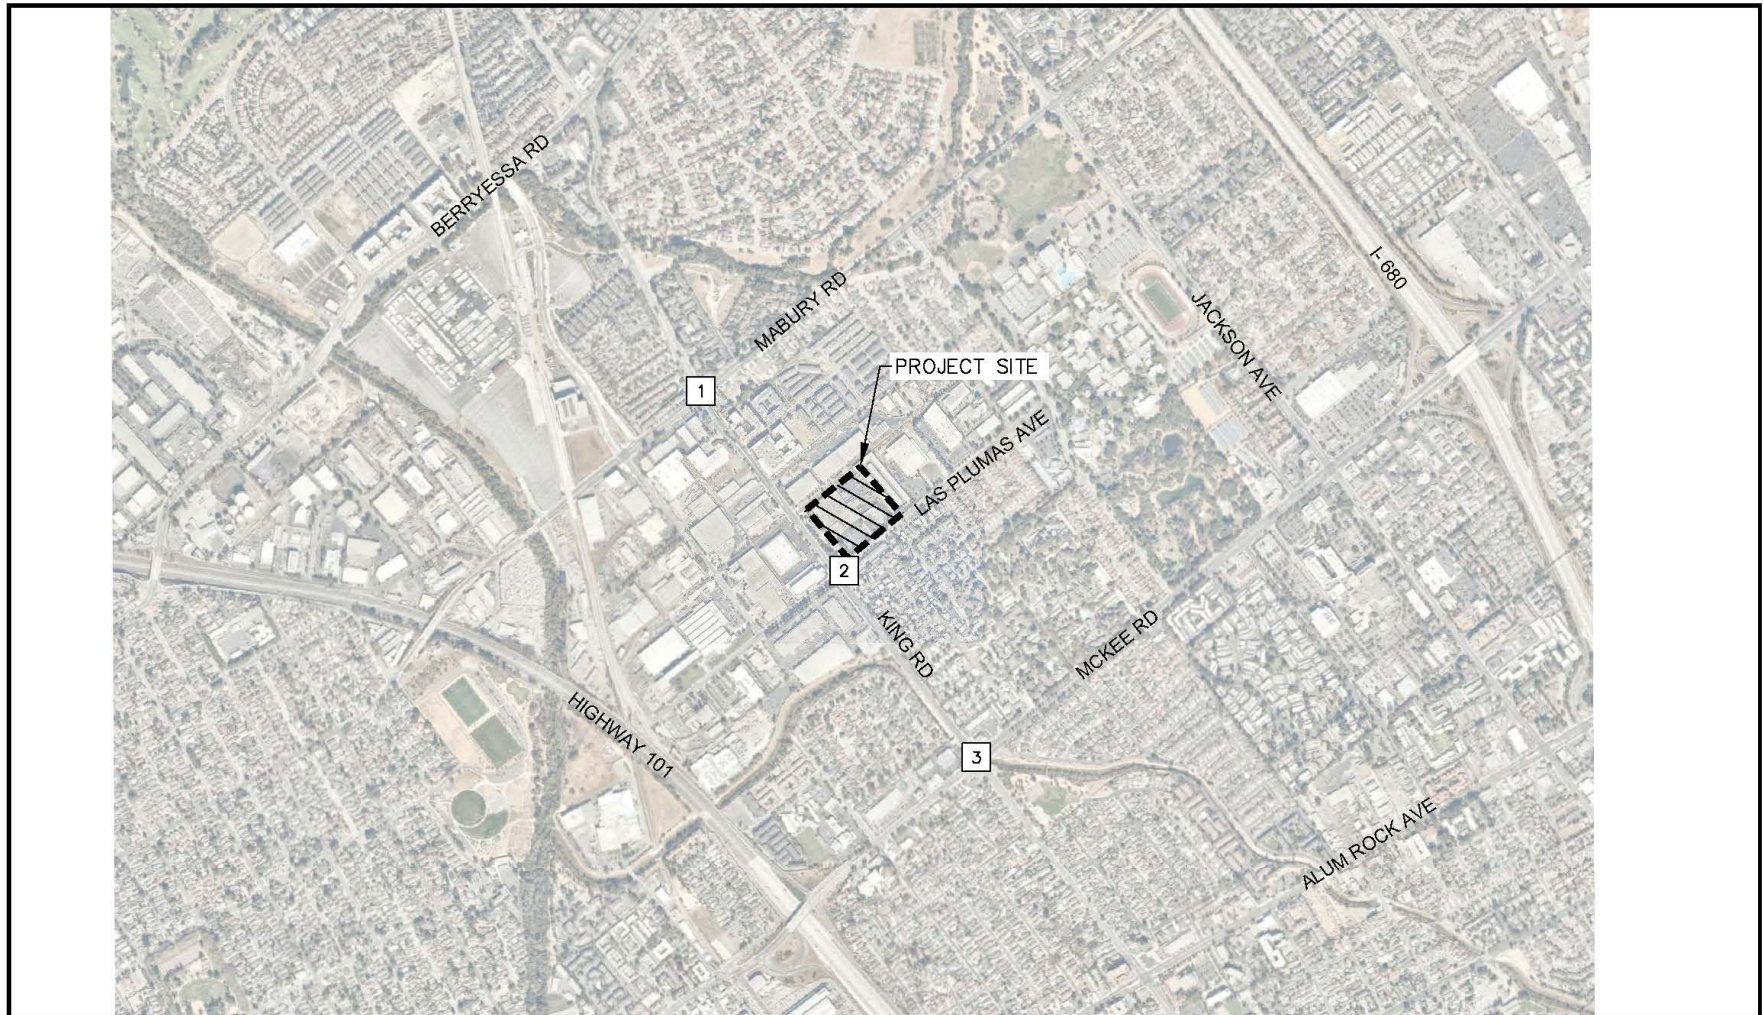 BERRYESSA RD
I-680
MABURY RD
JACKSON AVE
PROJECT SITE
1
LAS PLUMAS AVE
2
KING RD
MCKEE RD
HIGHWAY 101
3
ALUM ROCK AVE